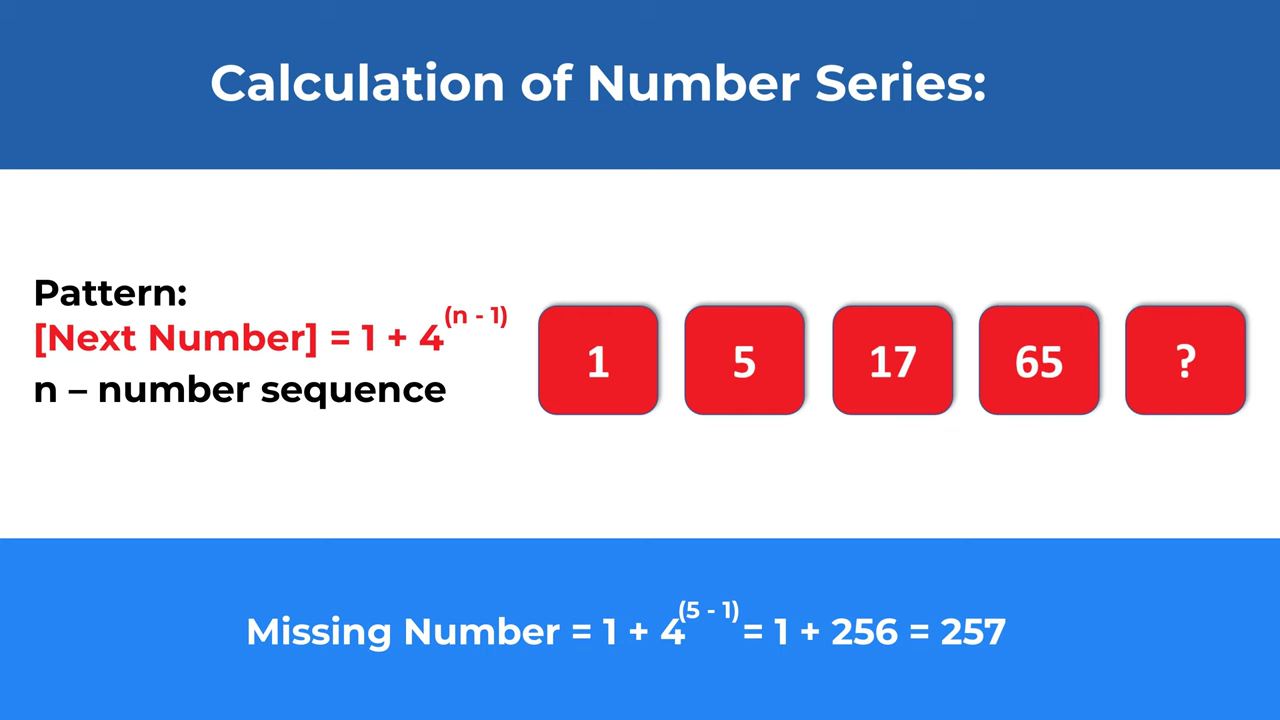 Calculation of Number Series:
Pattern:
[Next Number] = 1 + 4^(n - 1)
n – number sequence
1 5 17 65 ?
Missing Number = 1 + 4^(5 - 1) = 1 + 256 = 257